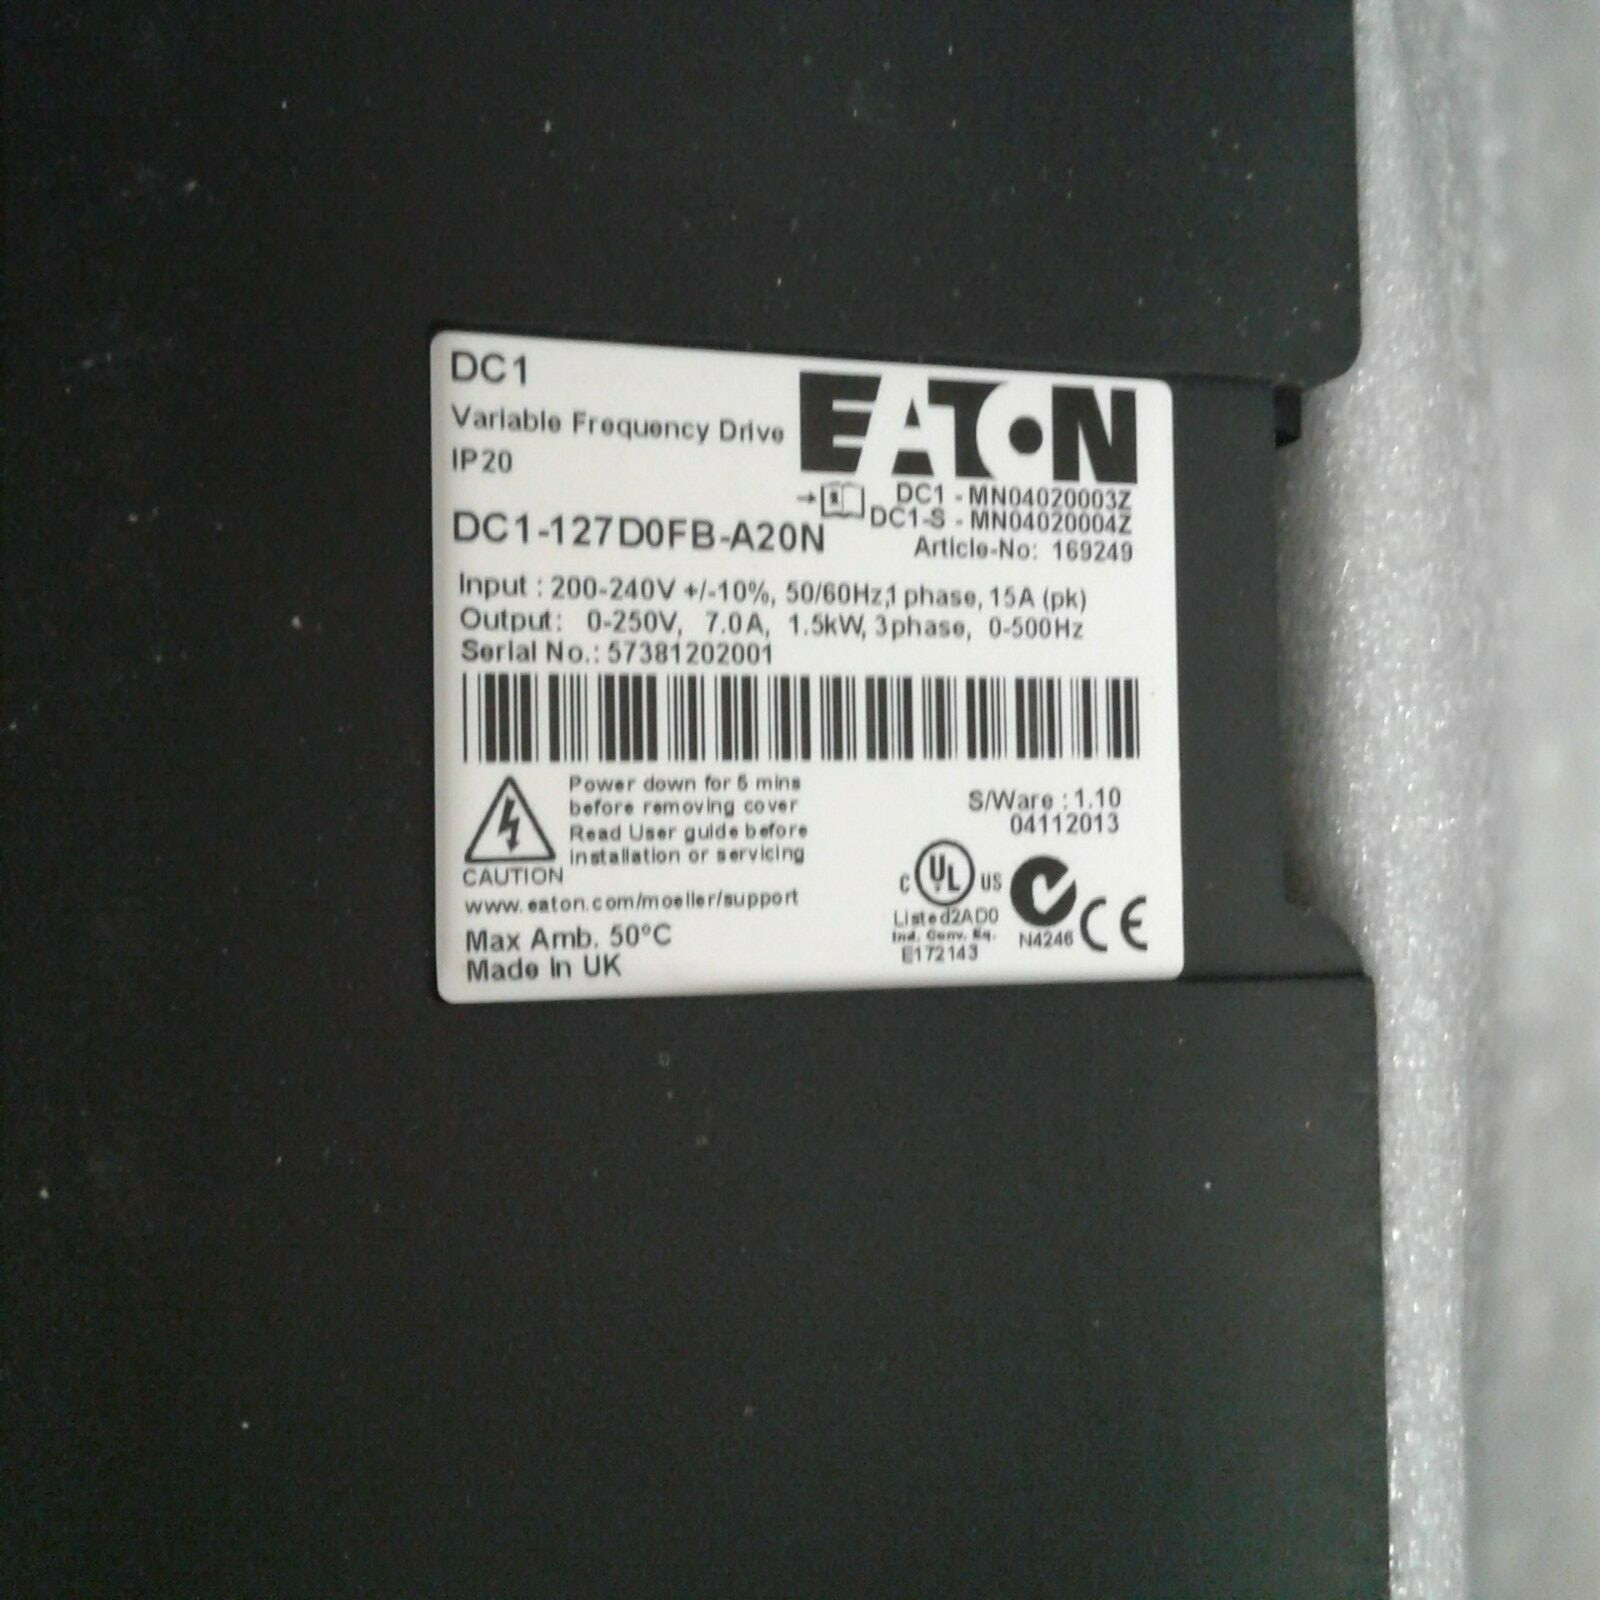 DC1
Variable Frequency Drive
IP20
EATON
DC1 - MN04020003Z
DC1-S - MN04020004Z
DC1-127D0FB-A20N
Article-No: 169249
Input : 200-240V +/-10%, 50/60Hz,1 phase, 15A (pk)
Output: 0-250V, 7.0A, 1.5kW, 3phase, 0-500Hz
Serial No.: 57381202001
Power down for 5 mins
before removing cover
Read User guide before
installation or servicing
CAUTION
www.eaton.com/moeller/support
Max Amb. 50°C
Made In UK
S/Ware : 1.10
04112013
C UL US
Listed2AD0
Ind. Conv. Eq.
E172143
N4246
CE